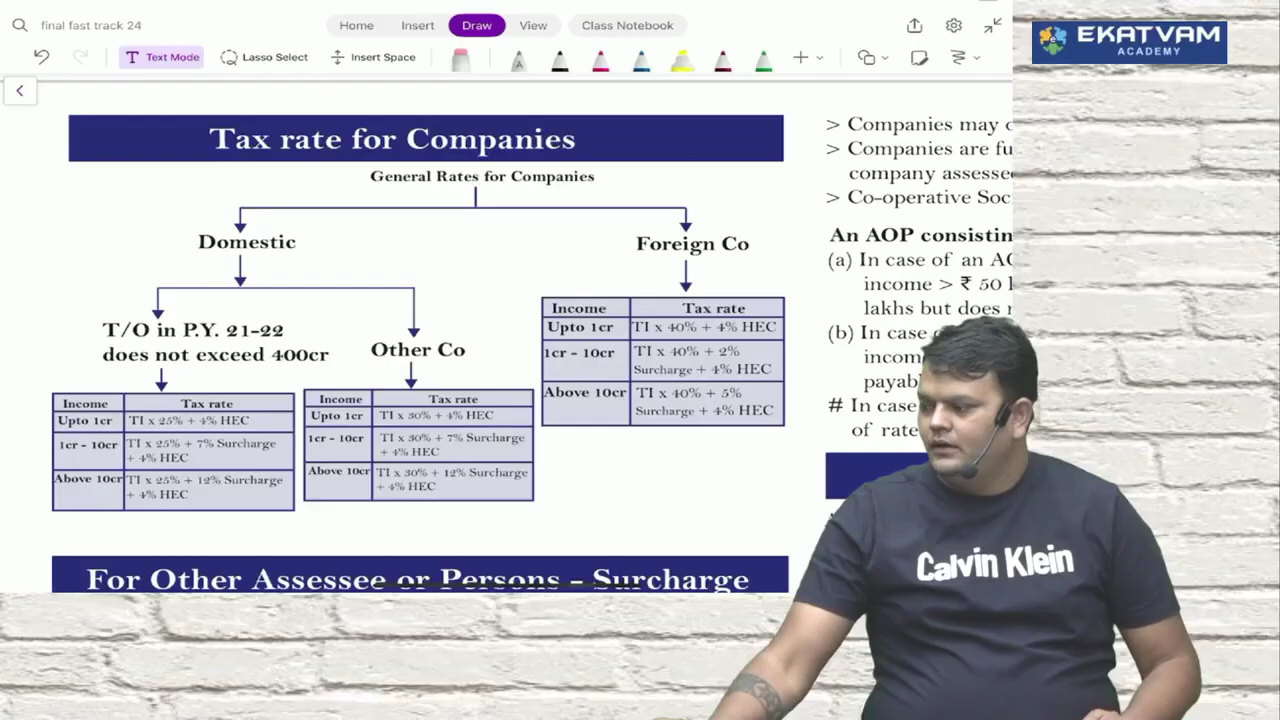 final fast track 24
Home Insert Draw View Class Notebook
Text Mode Lasso Select Insert Space
EKATVAM
ACADEMY
Tax rate for Companies
General Rates for Companies
Domestic
Foreign Co
T/O in P.Y. 21-22
does not exceed 400cr
Other Co
Income Tax rate
Upto 1cr TI x 25% + 4% HEC
1cr - 10cr TI x 25% + 7% Surcharge
+ 4% HEC
Above 10cr TI x 25% + 12% Surcharge
+ 4% HEC
Income Tax rate
Upto 1cr TI x 30% + 4% HEC
1cr - 10cr TI x 30% + 7% Surcharge
+ 4% HEC
Above 10cr TI x 30% + 12% Surcharge
+ 4% HEC
Income Tax rate
Upto 1cr TI x 40% + 4% HEC
1cr - 10cr TI x 40% + 2%
Surcharge + 4% HEC
Above 10cr TI x 40% + 5%
Surcharge + 4% HEC
For Other Assessee or Persons – Surcharge
> Companies may
> Companies are
company
> Co-operative
An AOP
(a) In case of an
income > ₹ 50
lakhs but does
(b) In case
# In case
of rate
Calvin Klein